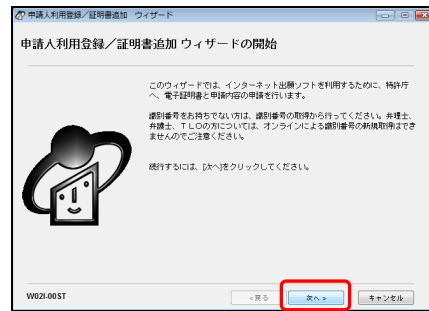 申請人利用登録/証明書追加 ウィザード
申請人利用登録/証明書追加 ウィザードの開始
このウィザードでは、インターネット出願ソフトを利用するために、特許庁
へ、電子証明書と申請内容の申請を行います。
識別番号をお持ちでない方は、識別番号の取得から行ってください。弁理士、
弁護士、TLOの方については、オンラインによる識別番号の新規取得はでき
ませんのでご注意ください。
続行するには、[次へ]をクリックしてください。
W02I-00ST
«戻る
次へ»
キャンセル